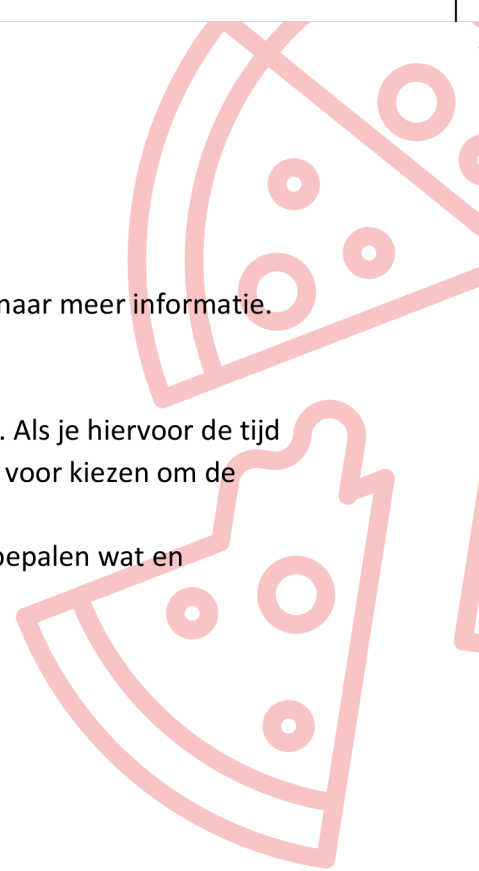 naar meer informatie.
. Als je hiervoor de tijd
voor kiezen om de
bepalen wat en